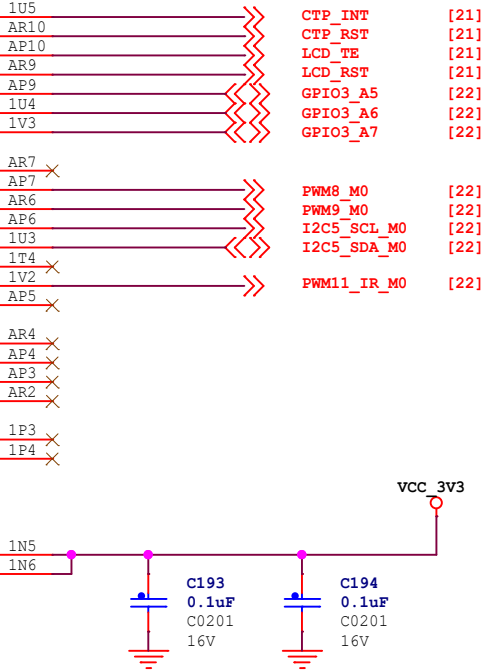 1U5 CTP_INT [21]
AR10 CTP_RST [21]
AP10 LCD_TE [21]
AR9 LCD_RST [21]
AP9 GPIO3_A5 [22]
1U4 GPIO3_A6 [22]
1V3 GPIO3_A7 [22]
AR7
AP7 PWM8_M0 [22]
AR6 PWM9_M0 [22]
AP6 I2C5_SCL_M0 [22]
1U3 I2C5_SDA_M0 [22]
1T4
1V2 PWM11_IR_M0 [22]
AP5
AR4
AP4
AP3
AR2
1P3
1P4
VCC_3V3
1N5
1N6
C193 C194
0.1uF 0.1uF
C0201 C0201
16V 16V